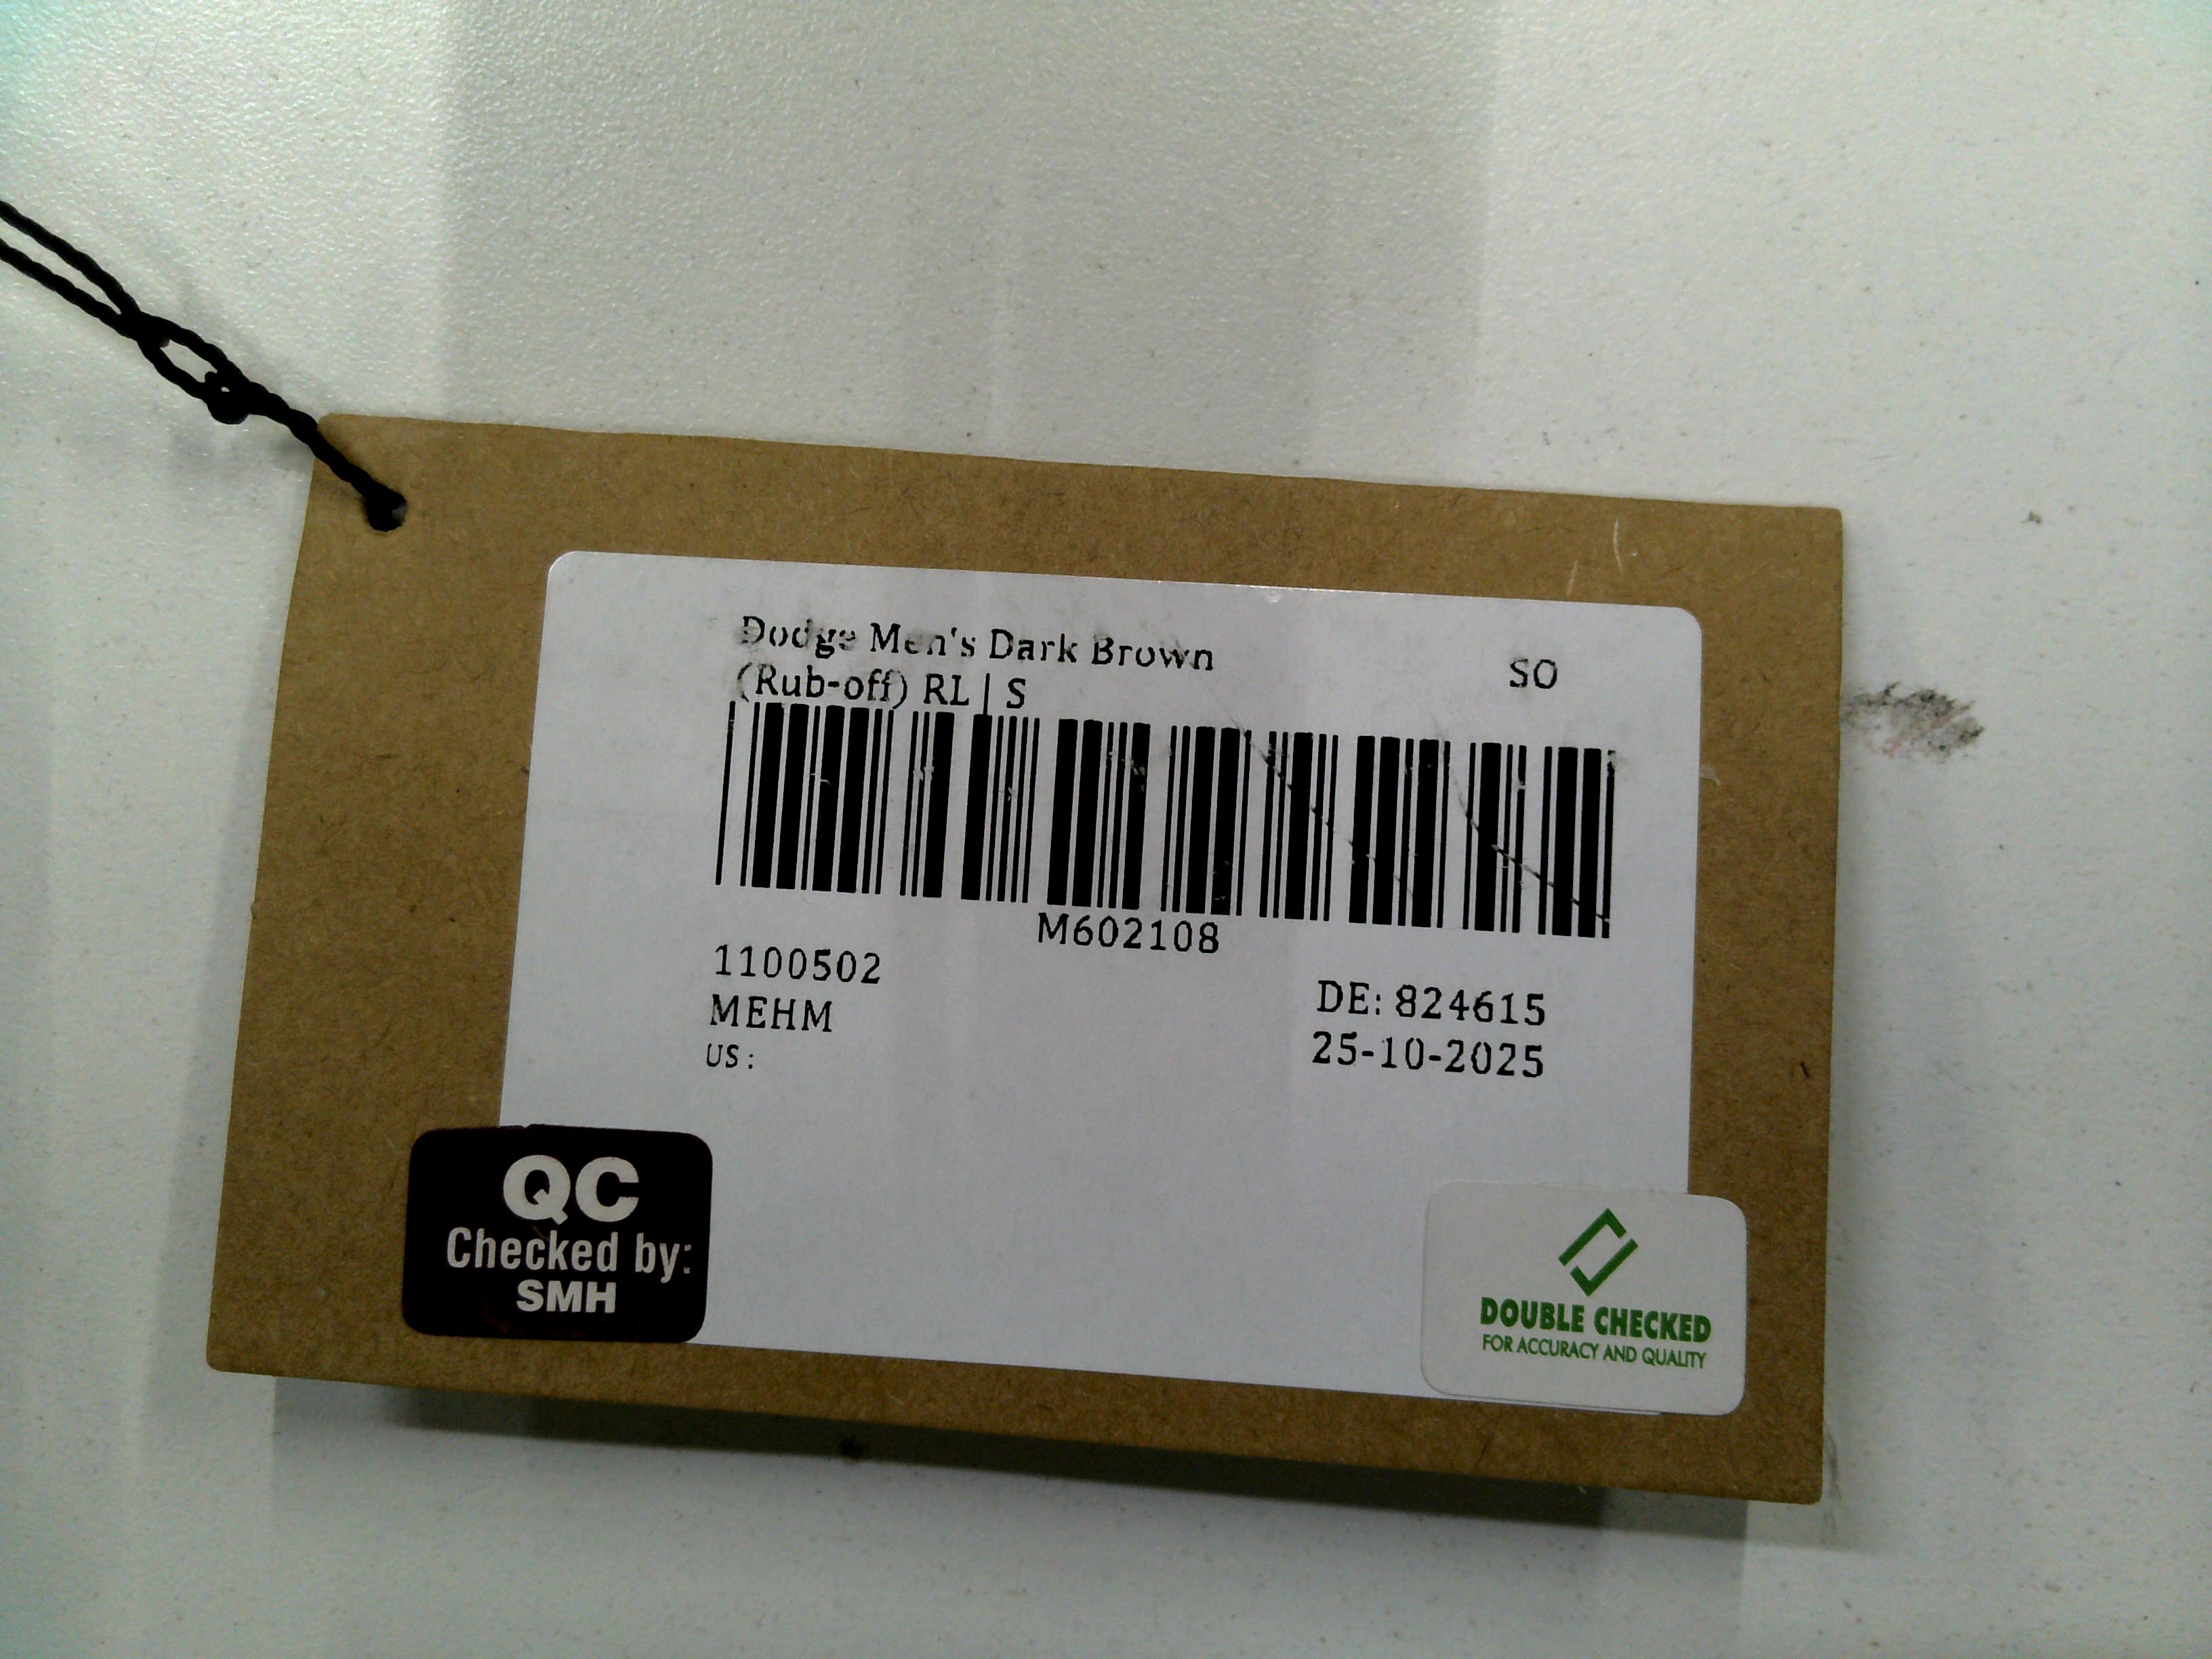 Dodge Men's Dark Brown
(Rub-off) RL | S
SO
M602108
1100502
MEHM
US:
DE: 824615
25-10-2025
QC
Checked by:
SMH
DOUBLE CHECKED
FOR ACCURACY AND QUALITY